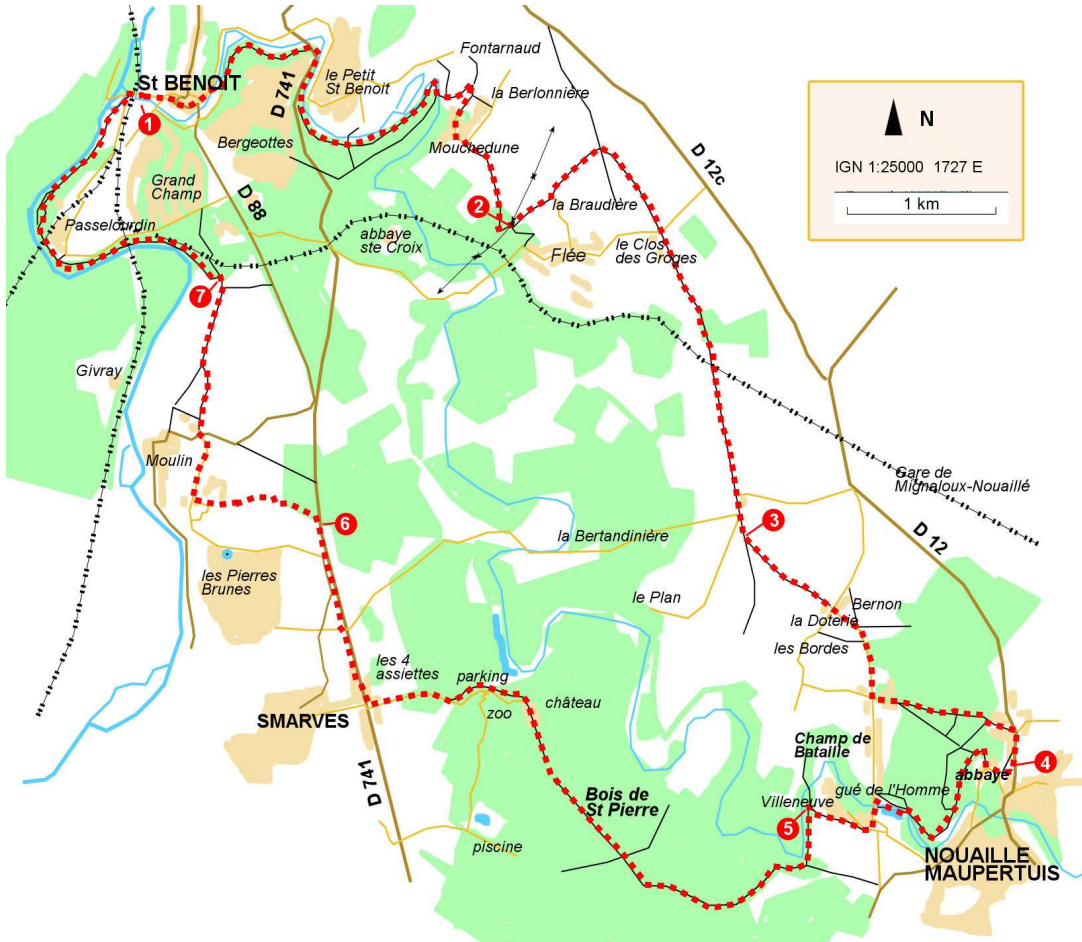 Fontarnaud
le Petit
St Benoit
St BENOIT
D 741
la Berlonnière
N
1
Bergeottes
Mouchedune
D 12c
IGN 1:25000 1727 E
Grand
Champ
D 88
1 km
Passelourdin
2
la Braudière
abbaye
ste Croix
Flée
le Clos
des Groges
7
Givray
Moulin
Gare de
Mignaloux-Nouaillé
6
3
la Bertandinière
D 12
les Pierres
Brunes
le Plan
Bernon
la Doterie
les Bordes
les 4
assiettes
parking
zoo
château
SMARVES
Champ de
Bataille
4
abbaye
D 741
Bois de
St Pierre
Villeneuve
gué de l'Homme
5
piscine
NOUAILLE
MAUPERTUIS